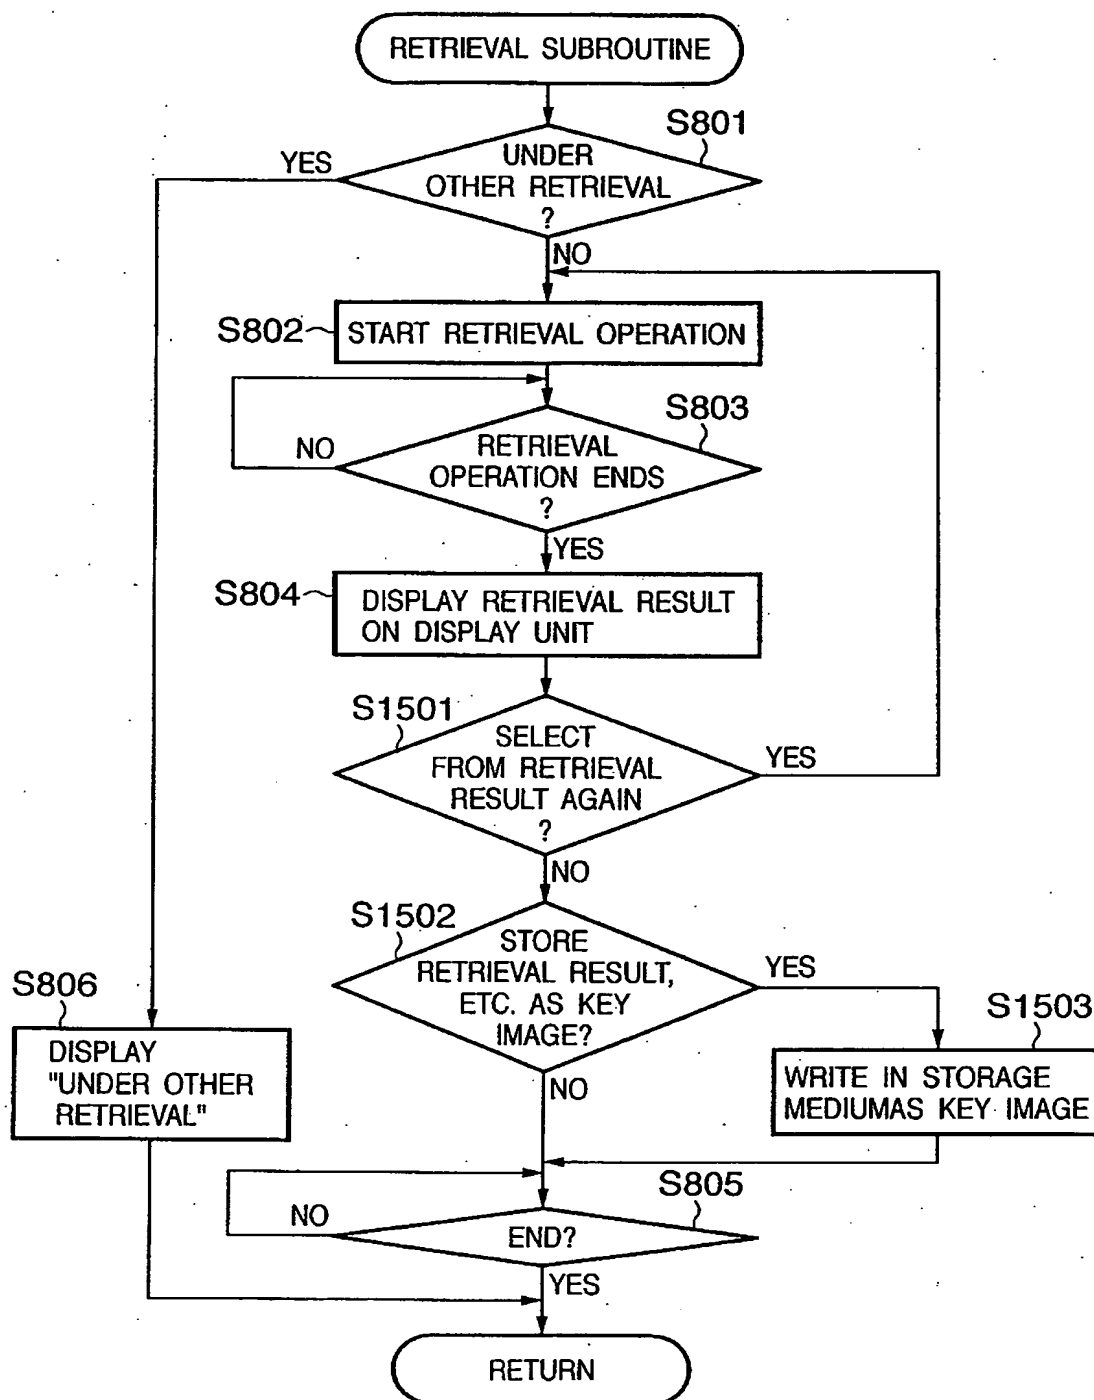 RETRIEVAL SUBROUTINE
S801
YES
UNDER
OTHER RETRIEVAL
?
NO
S802
START RETRIEVAL OPERATION
S803
NO
RETRIEVAL
OPERATION ENDS
?
YES
S804
DISPLAY RETRIEVAL RESULT
ON DISPLAY UNIT
S1501
SELECT
FROM RETRIEVAL
RESULT AGAIN
?
YES
NO
S1502
STORE
RETRIEVAL RESULT,
ETC. AS KEY
IMAGE?
YES
NO
S806
DISPLAY
"UNDER OTHER
RETRIEVAL"
S1503
WRITE IN STORAGE
MEDIUMAS KEY IMAGE
S805
NO
END?
YES
RETURN